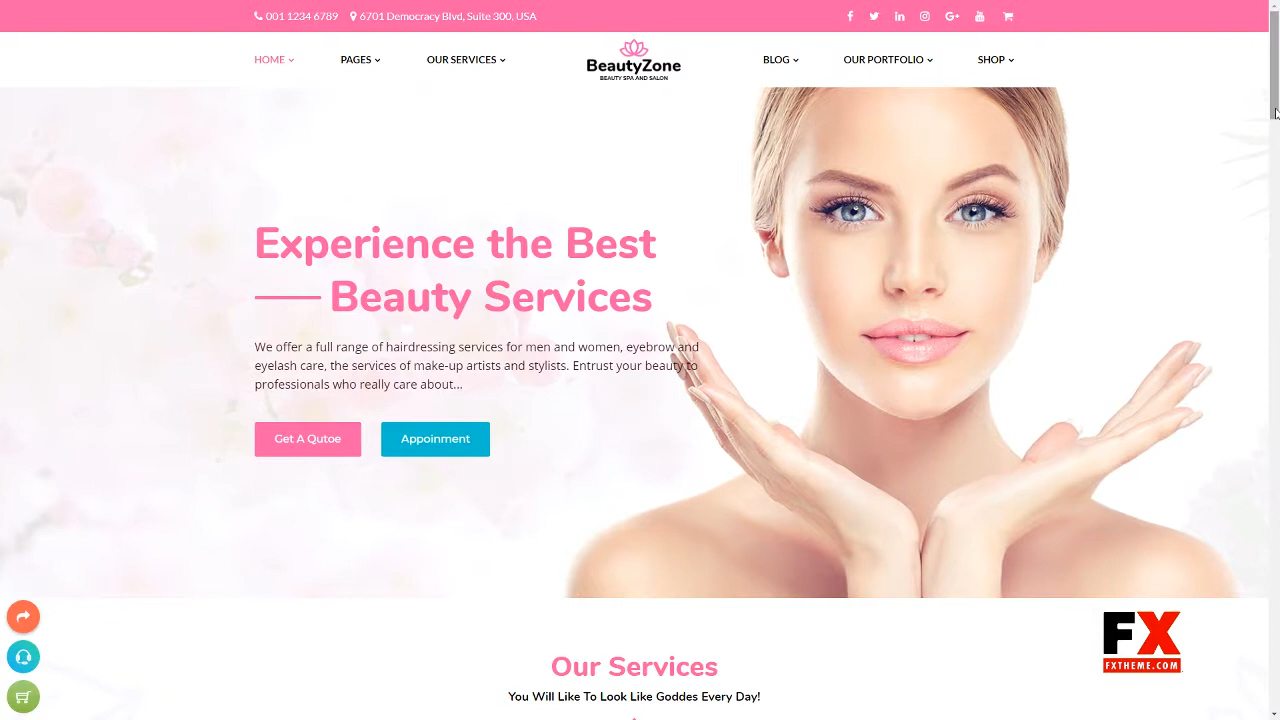 001 1234 6789 6701 Democracy Blvd, Suite 300, USA
HOME PAGES OUR SERVICES BeautyZone BLOG OUR PORTFOLIO SHOP
BEAUTY SPA AND SALON
Experience the Best
Beauty Services
We offer a full range of hairdressing services for men and women, eyebrow and
eyelash care, the services of make-up artists and stylists. Entrust your beauty to
professionals who really care about...
Get A Qutoe Appoinment
FX
FXTHEME.COM
Our Services
You Will Like To Look Like Goddes Every Day!